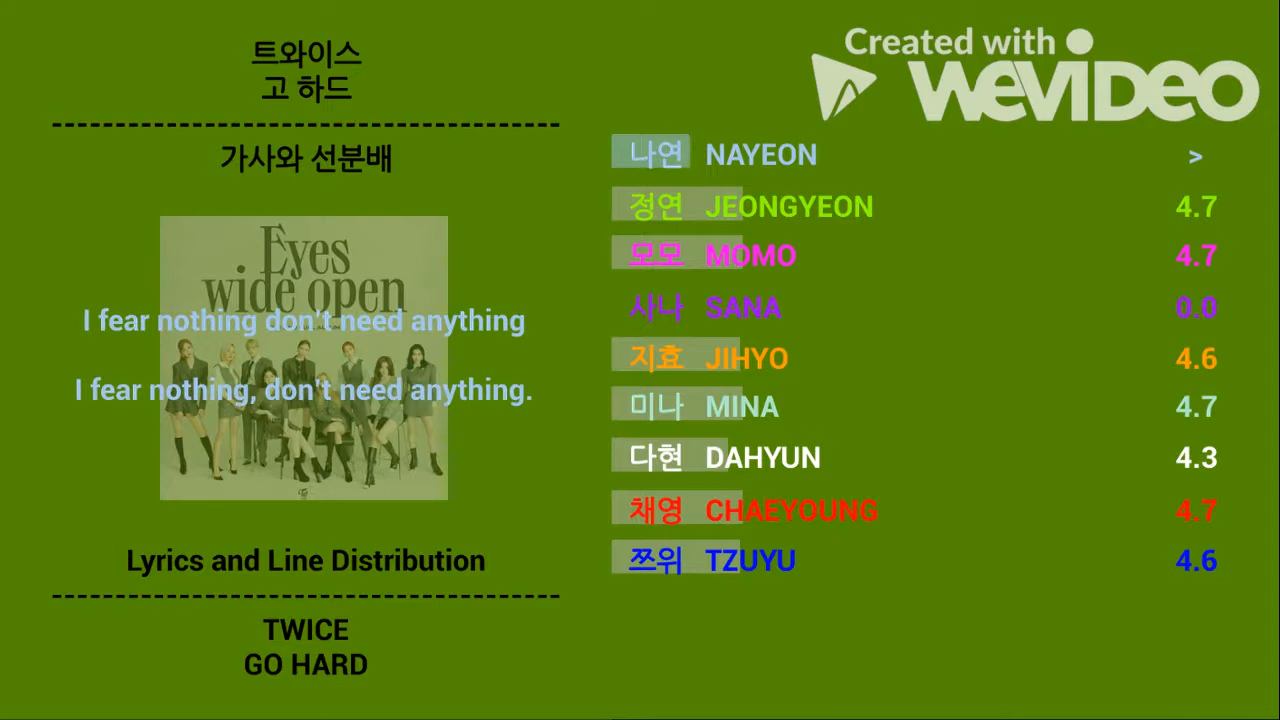 트와이스
고 하드
가사와 선분배
Eyes
wide open
I fear nothing don't need anything
I fear nothing, don't need anything.
Lyrics and Line Distribution
TWICE
GO HARD
Created with
WeVideo
나연 NAYEON >
정연 JEONGYEON 4.7
모모 MOMO 4.7
사나 SANA 0.0
지효 JIHYO 4.6
미나 MINA 4.7
다현 DAHYUN 4.3
채영 CHAEYOUNG 4.7
쯔위 TZUYU 4.6